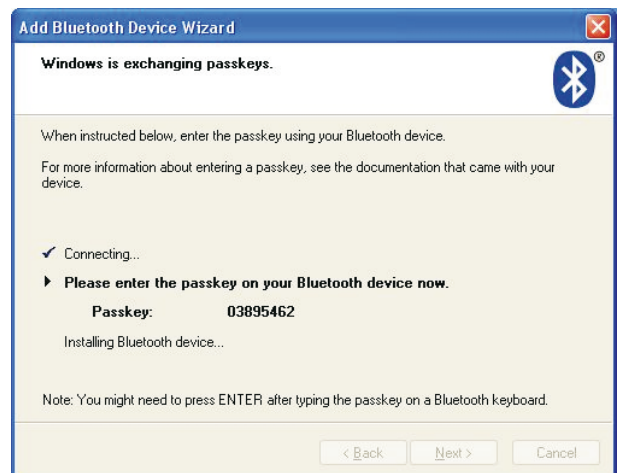 Add Bluetooth Device Wizard
Windows is exchanging passkeys.
®
When instructed below, enter the passkey using your Bluetooth device.
For more information about entering a passkey, see the documentation that came with your
device.
Connecting...
Please enter the passkey on your Bluetooth device now.
Passkey: 03895462
Installing Bluetooth device...
Note: You might need to press ENTER after typing the passkey on a Bluetooth keyboard.
< Back Next > Cancel